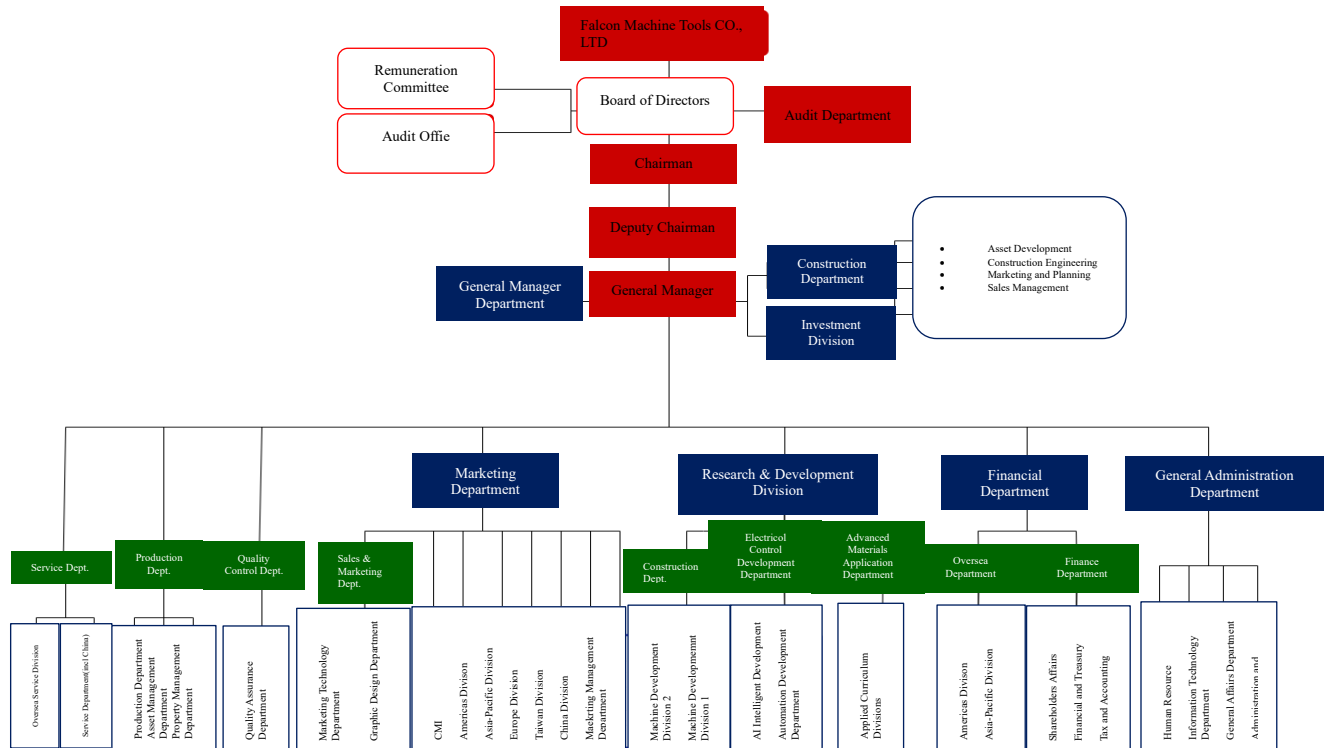 Falcon Machine Tools CO.,
LTD
Remuneration
Committee
Board of Directors
Audit Department
Audit Offie
Chairman
Deputy Chairman
General Manager
Department
General Manager
Construction
Department
Investment
Division
• Asset Development
• Construction Engineering
• Marketing and Planning
• Sales Management
Marketing
Department
Research & Development
Division
Financial
Department
General Administration
Department
Service Dept.
Production
Dept.
Quality
Control Dept.
Sales &
Marketing
Dept.
Construction
Dept.
Electricol
Control
Development
Department
Advanced
Materials
Application
Department
Oversea
Department
Finance
Department
Oversea Service Division
Service Department(incl China)
Production Department
Asset Management
Department
Property Management
Department
Quality Assurance
Department
Marketing Technology
Department
Graphic Design Department
CMI
Americas Divison
Asia-Pacific Division
Europe Division
Taiwan Division
China Division
Maekrting Management
Department
Machine Development
Division 2
Machine Developmemnt
Division 1
AI Intelligent Development
Automation Development
Department
Applied Curriculum
Divisions
Americas Divison
Asia-Pacific Division
Shareholders Affairs
Financial and Treasury
Tax and Accounting
Human Resource
Information Technology
Department
General Affairs Department
Administration and